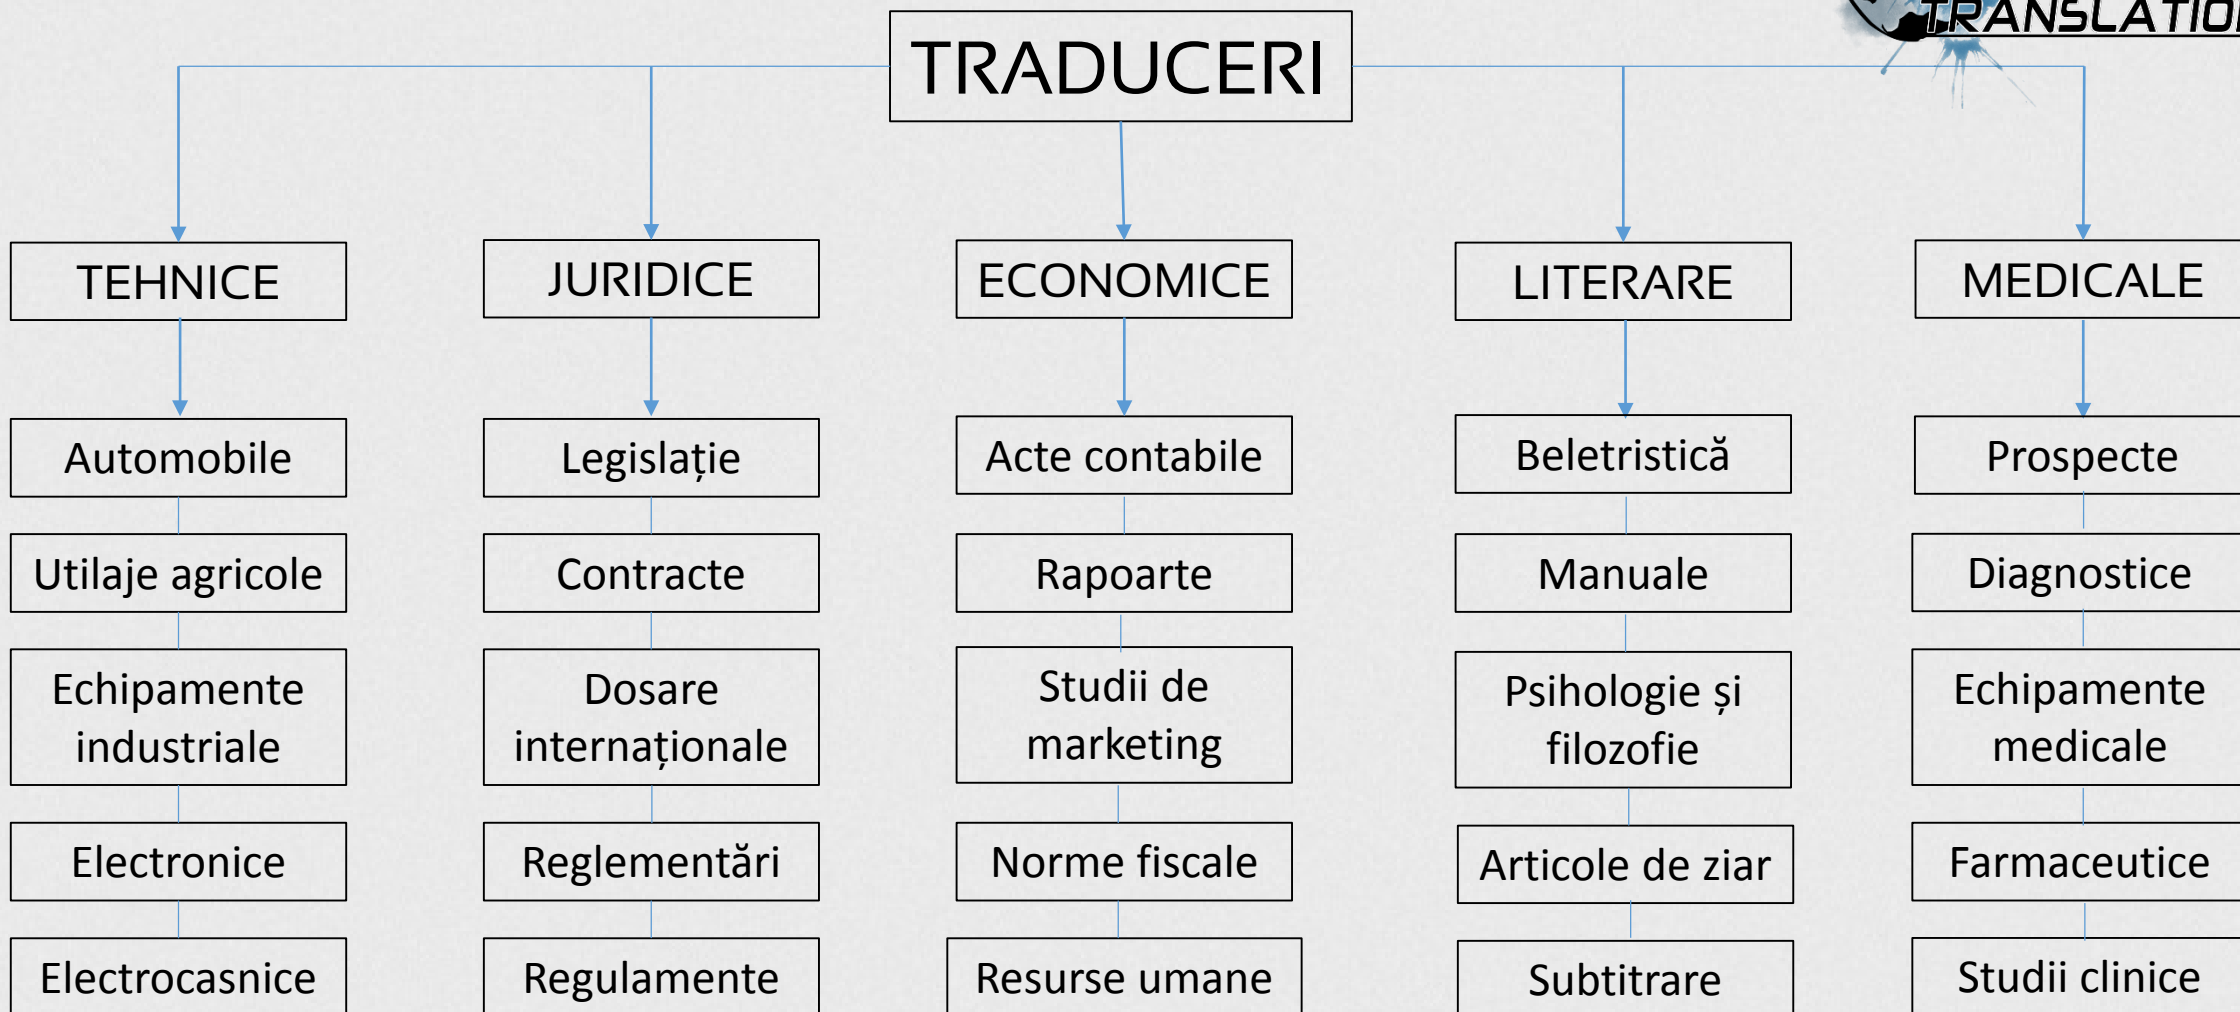 TRADUCERI
TEHNICE
Automobile
Utilaje agricole
Echipamente
industriale
Electronice
Electrocasnice
JURIDICE
Legislație
Contracte
Dosare
internaționale
Reglementări
Regulamente
ECONOMICE
Acte contabile
Rapoarte
Studii de
marketing
Norme fiscale
Resurse umane
LITERARE
Beletristică
Manuale
Psihologie și
filozofie
Articole de ziar
Subtitrare
MEDICALE
Prospecte
Diagnostice
Echipamente
medicale
Farmaceutice
Studii clinice